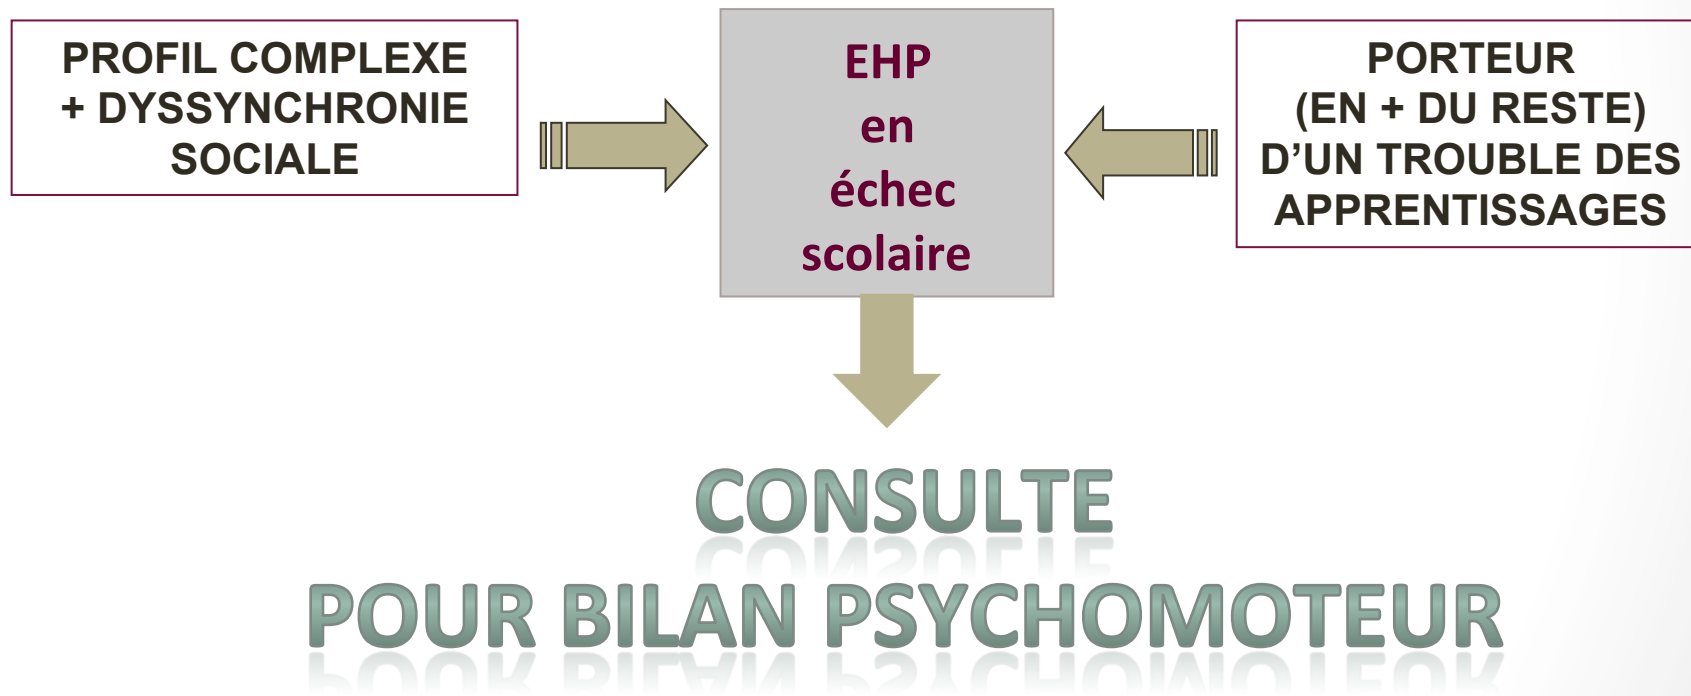 PROFIL COMPLEXE
+ DYSSYNCHRONIE
SOCIALE
EHP
en
échec
scolaire
PORTEUR
(EN + DU RESTE)
D’UN TROUBLE DES
APPRENTISSAGES
CONSULTE
POUR BILAN PSYCHOMOTEUR